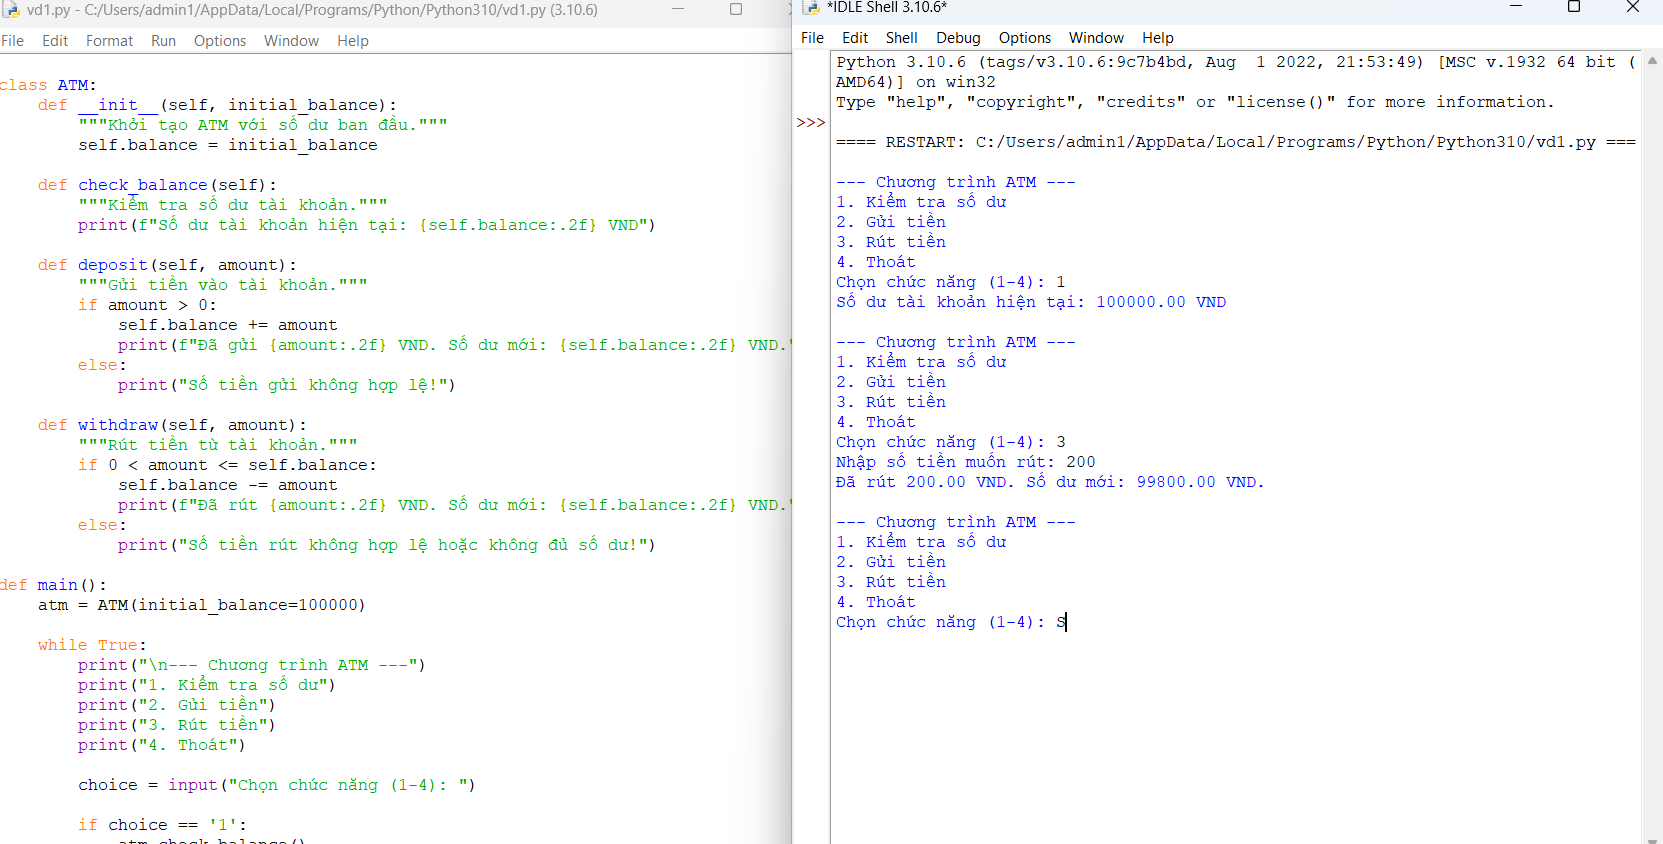 vd1.py - C:/Users/admin1/AppData/Local/Programs/Python/Python310/vd1.py (3.10.6)
File Edit Format Run Options Window Help
class ATM:
    def __init__(self, initial_balance):
        """Khởi tạo ATM với số dư ban đầu."""
        self.balance = initial_balance
    def check_balance(self):
        """Kiểm tra số dư tài khoản."""
        print(f"Số dư tài khoản hiện tại: {self.balance:.2f} VND")
    def deposit(self, amount):
        """Gửi tiền vào tài khoản."""
        if amount > 0:
            self.balance += amount
            print(f"Đã gửi {amount:.2f} VND. Số dư mới: {self.balance:.2f} VND."
        else:
            print("Số tiền gửi không hợp lệ!")
    def withdraw(self, amount):
        """Rút tiền từ tài khoản."""
        if 0 < amount <= self.balance:
            self.balance -= amount
            print(f"Đã rút {amount:.2f} VND. Số dư mới: {self.balance:.2f} VND."
        else:
            print("Số tiền rút không hợp lệ hoặc không đủ số dư!")
def main():
    atm = ATM(initial_balance=100000)
    while True:
        print("\n--- Chương trình ATM ---")
        print("1. Kiểm tra số dư")
        print("2. Gửi tiền")
        print("3. Rút tiền")
        print("4. Thoát")
        choice = input("Chọn chức năng (1-4): ")
        if choice == '1':
            atm.check_balance()
*IDLE Shell 3.10.6*
File Edit Shell Debug Options Window Help
Python 3.10.6 (tags/v3.10.6:9c7b4bd, Aug  1 2022, 21:53:49) [MSC v.1932 64 bit (
AMD64)] on win32
Type "help", "copyright", "credits" or "license()" for more information.
>>>
==== RESTART: C:/Users/admin1/AppData/Local/Programs/Python/Python310/vd1.py ===
--- Chương trình ATM ---
1. Kiểm tra số dư
2. Gửi tiền
3. Rút tiền
4. Thoát
Chọn chức năng (1-4): 1
Số dư tài khoản hiện tại: 100000.00 VND
--- Chương trình ATM ---
1. Kiểm tra số dư
2. Gửi tiền
3. Rút tiền
4. Thoát
Chọn chức năng (1-4): 3
Nhập số tiền muốn rút: 200
Đã rút 200.00 VND. Số dư mới: 99800.00 VND.
--- Chương trình ATM ---
1. Kiểm tra số dư
2. Gửi tiền
3. Rút tiền
4. Thoát
Chọn chức năng (1-4): S